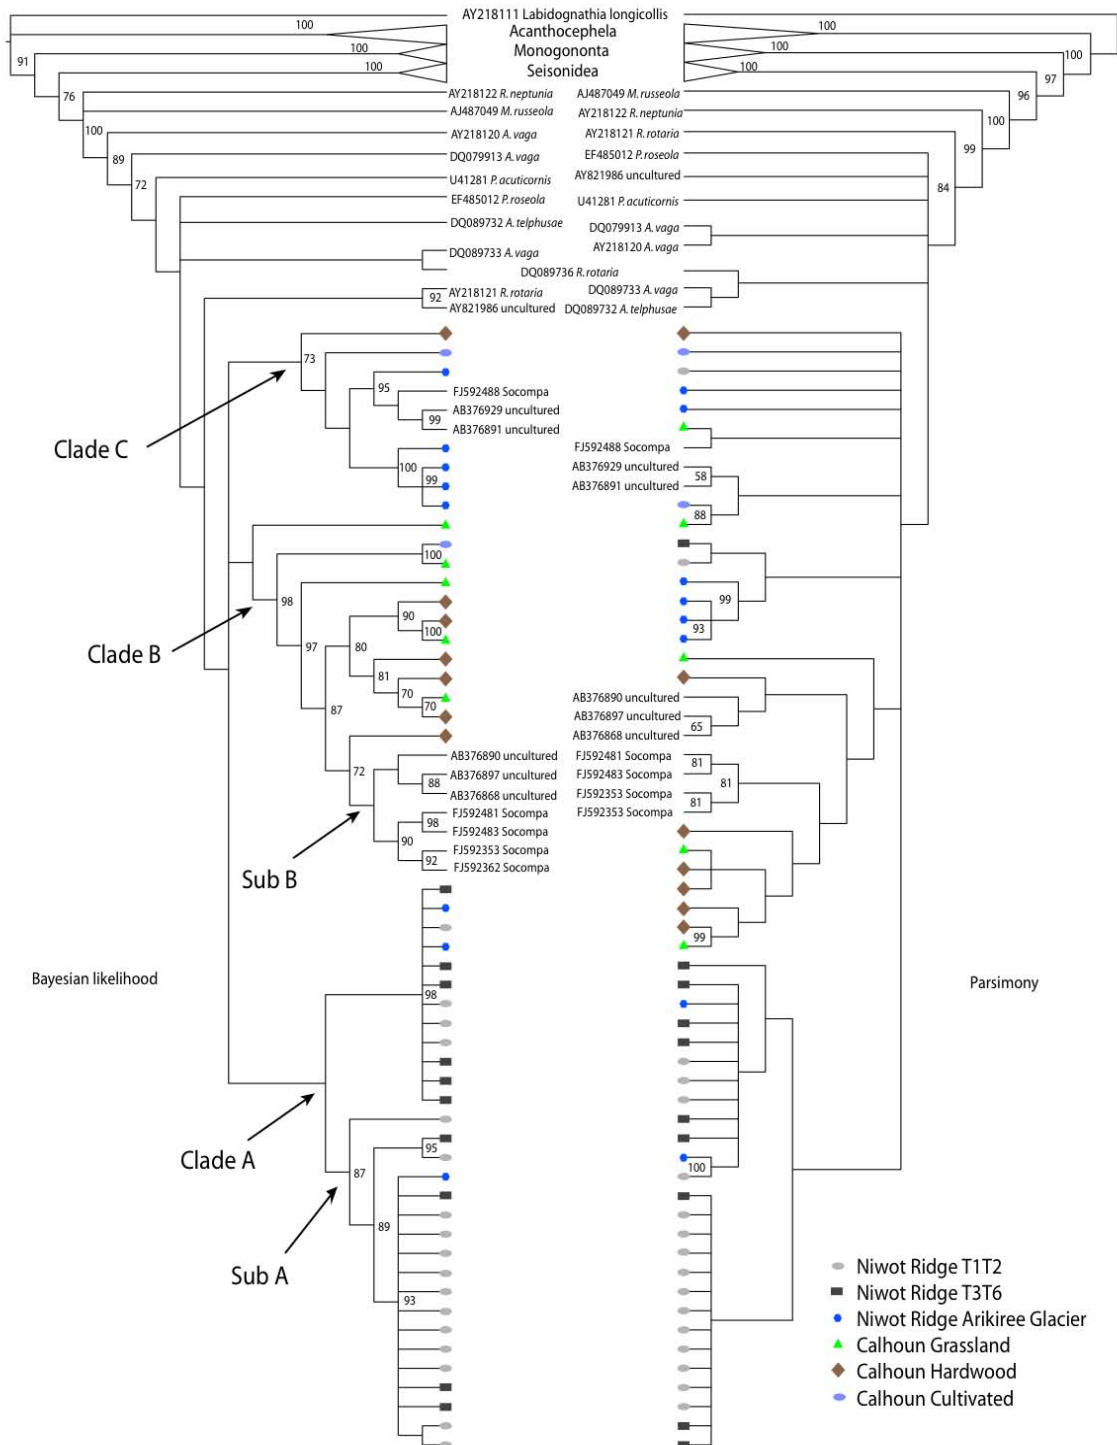 AY218111 Labidognathia longicollis
100
Acanthocephela
100
100
Monogononta
100
100
91
100
Seisonidea
100
97
76
AY218122 R. neptunia
AJ487049 M. russeola
96
AJ487049 M. russeola
AY218122 R. neptunia
100
100
AY218120 A. vaga
AY218121 R. rotaria
99
89
DQ079913 A. vaga
EF485012 P. roseola
72
U41281 P. acuticornis
AY821986 uncultured
84
EF485012 P. roseola
U41281 P. acuticornis
DQ089732 A. telphusae
DQ079913 A. vaga
DQ089733 A. vaga
AY218120 A. vaga
DQ089736 R. rotaria
92
AY218121 R. rotaria
DQ089733 A. vaga
AY821986 uncultured
DQ089732 A. telphusae
73
95
FJ592488 Socompa
99
AB376929 uncultured
AB376891 uncultured
Clade C
FJ592488 Socompa
100
99
AB376929 uncultured
58
AB376891 uncultured
88
100
98
99
90
100
93
97
80
Clade B
81
70
70
87
AB376890 uncultured
AB376897 uncultured
65
AB376868 uncultured
72
AB376890 uncultured
FJ592481 Socompa
81
88
AB376897 uncultured
FJ592483 Socompa
81
AB376868 uncultured
FJ592353 Socompa
81
98
FJ592481 Socompa
FJ592353 Socompa
FJ592483 Socompa
90
92
FJ592353 Socompa
FJ592362 Socompa
Sub B
99
Bayesian likelihood
Parsimony
98
Clade A
95
100
87
89
Sub A
93
Niwot Ridge T1T2
Niwot Ridge T3T6
Niwot Ridge Arikiree Glacier
Calhoun Grassland
Calhoun Hardwood
Calhoun Cultivated